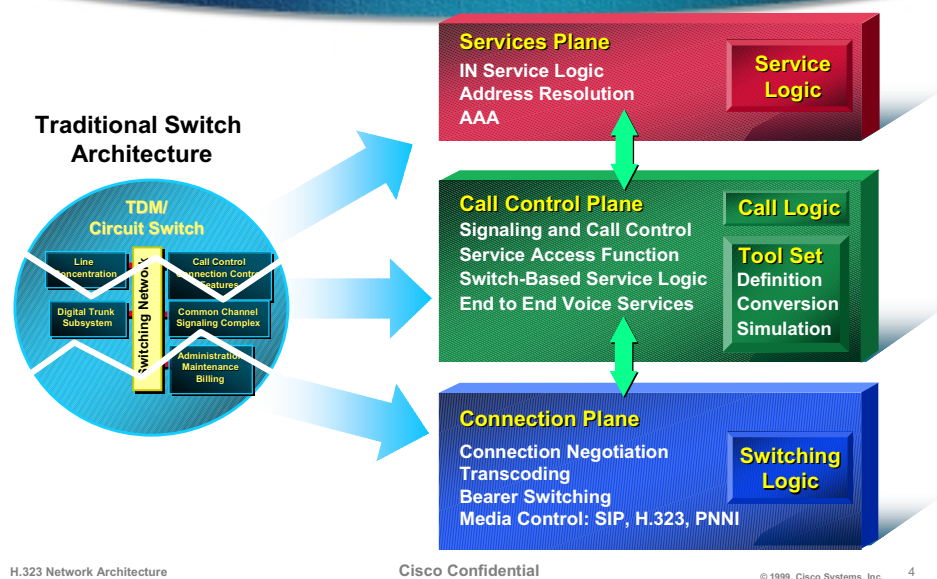 Traditional Switch
Architecture
TDM/
Circuit Switch
Line
Concentration
Digital Trunk
Subsystem
Switching Network
Call Control
Connection Control
Features
Common Channel
Signaling Complex
Administration
Maintenance
Billing
Services Plane
IN Service Logic
Address Resolution
AAA
Service
Logic
Call Control Plane
Signaling and Call Control
Service Access Function
Switch-Based Service Logic
End to End Voice Services
Call Logic
Tool Set
Definition
Conversion
Simulation
Connection Plane
Connection Negotiation
Transcoding
Bearer Switching
Media Control: SIP, H.323, PNNI
Switching
Logic
H.323 Network Architecture
Cisco Confidential
© 1999, Cisco Systems, Inc.
4